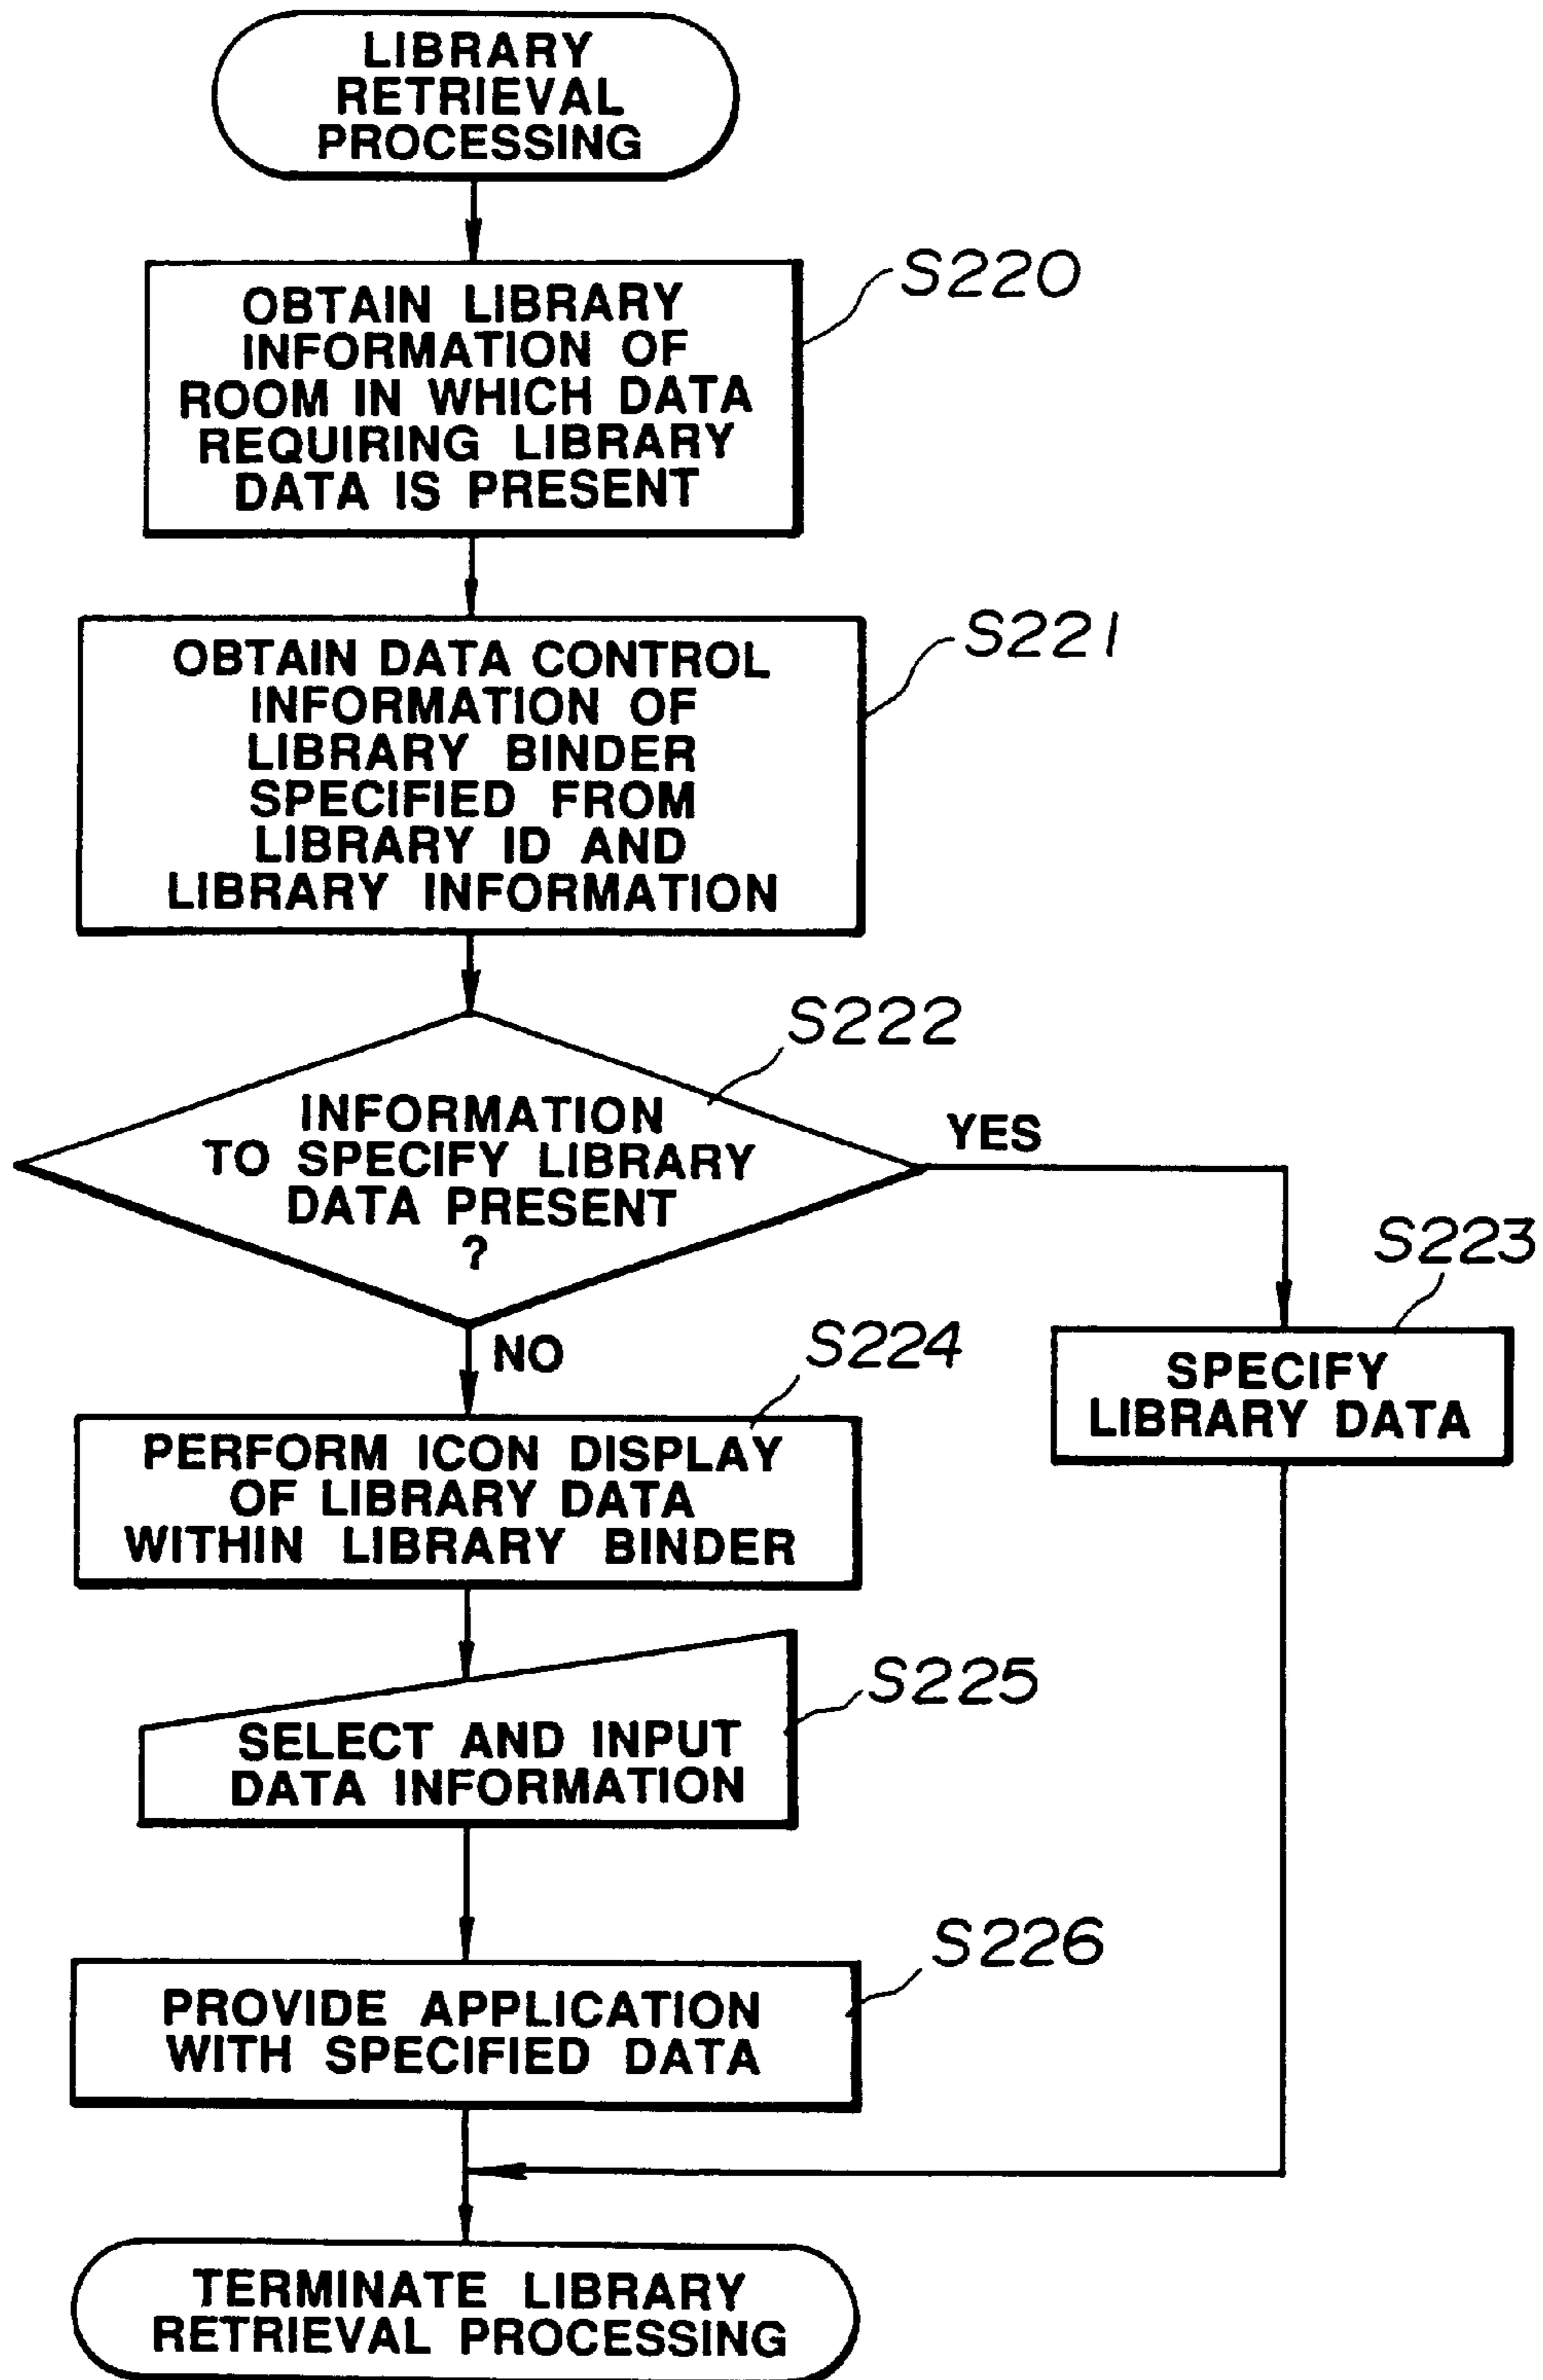 LIBRARY
RETRIEVAL
PROCESSING
S220
OBTAIN LIBRARY
INFORMATION OF
ROOM IN WHICH DATA
REQUIRING LIBRARY
DATA IS PRESENT
S221
OBTAIN DATA CONTROL
INFORMATION OF
LIBRARY BINDER
SPECIFIED FROM
LIBRARY ID AND
LIBRARY INFORMATION
S222
INFORMATION
TO SPECIFY LIBRARY
DATA PRESENT
?
YES
S223
SPECIFY
LIBRARY DATA
NO
S224
PERFORM ICON DISPLAY
OF LIBRARY DATA
WITHIN LIBRARY BINDER
S225
SELECT AND INPUT
DATA INFORMATION
S226
PROVIDE APPLICATION
WITH SPECIFIED DATA
TERMINATE LIBRARY
RETRIEVAL PROCESSING